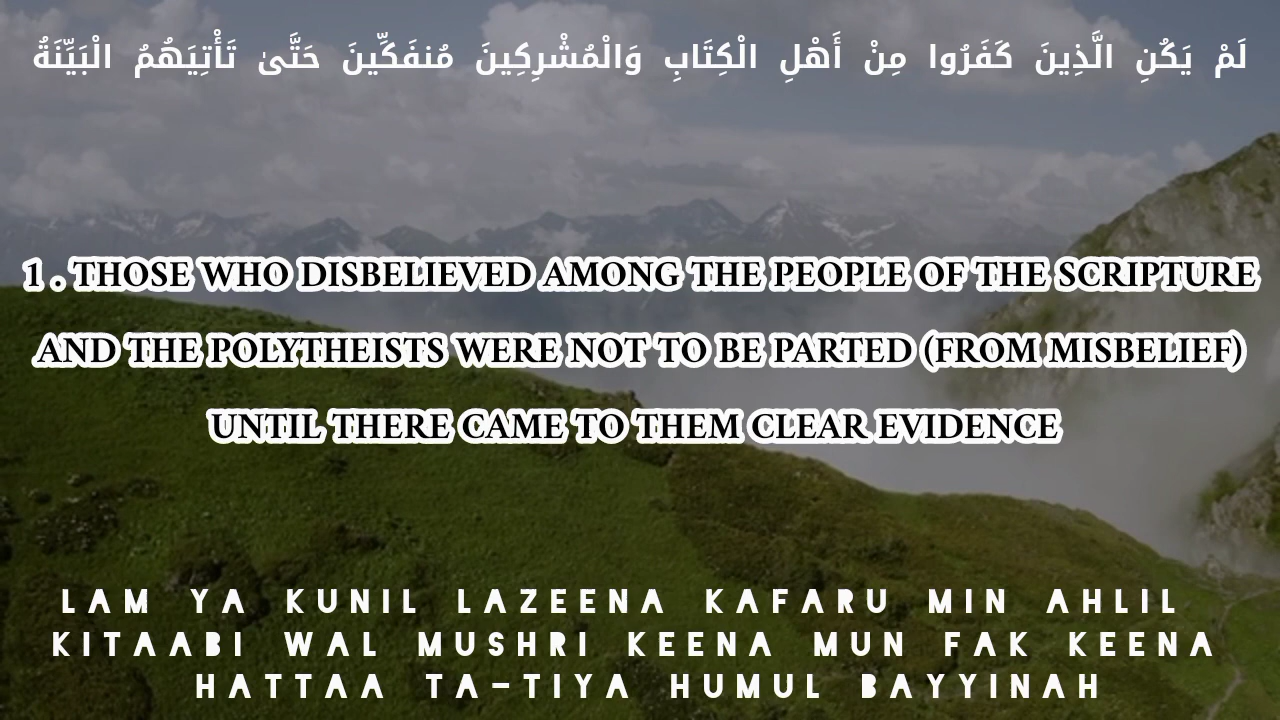 لَمْ يَكُنِ الَّذِينَ كَفَرُوا مِنْ أَهْلِ الْكِتَابِ وَالْمُشْرِكِينَ مُنفَكِّينَ حَتَّىٰ تَأْتِيَهُمُ الْبَيِّنَةُ
1 . THOSE WHO DISBELIEVED AMONG THE PEOPLE OF THE SCRIPTURE
AND THE POLYTHEISTS WERE NOT TO BE PARTED (FROM MISBELIEF)
UNTIL THERE CAME TO THEM CLEAR EVIDENCE
LAM YA KUNIL LAZEENA KAFARU MIN AHLIL
KITAABI WAL MUSHRI KEENA MUN FAK KEENA
HATTAA TA-TIYA HUMUL BAYYINAH